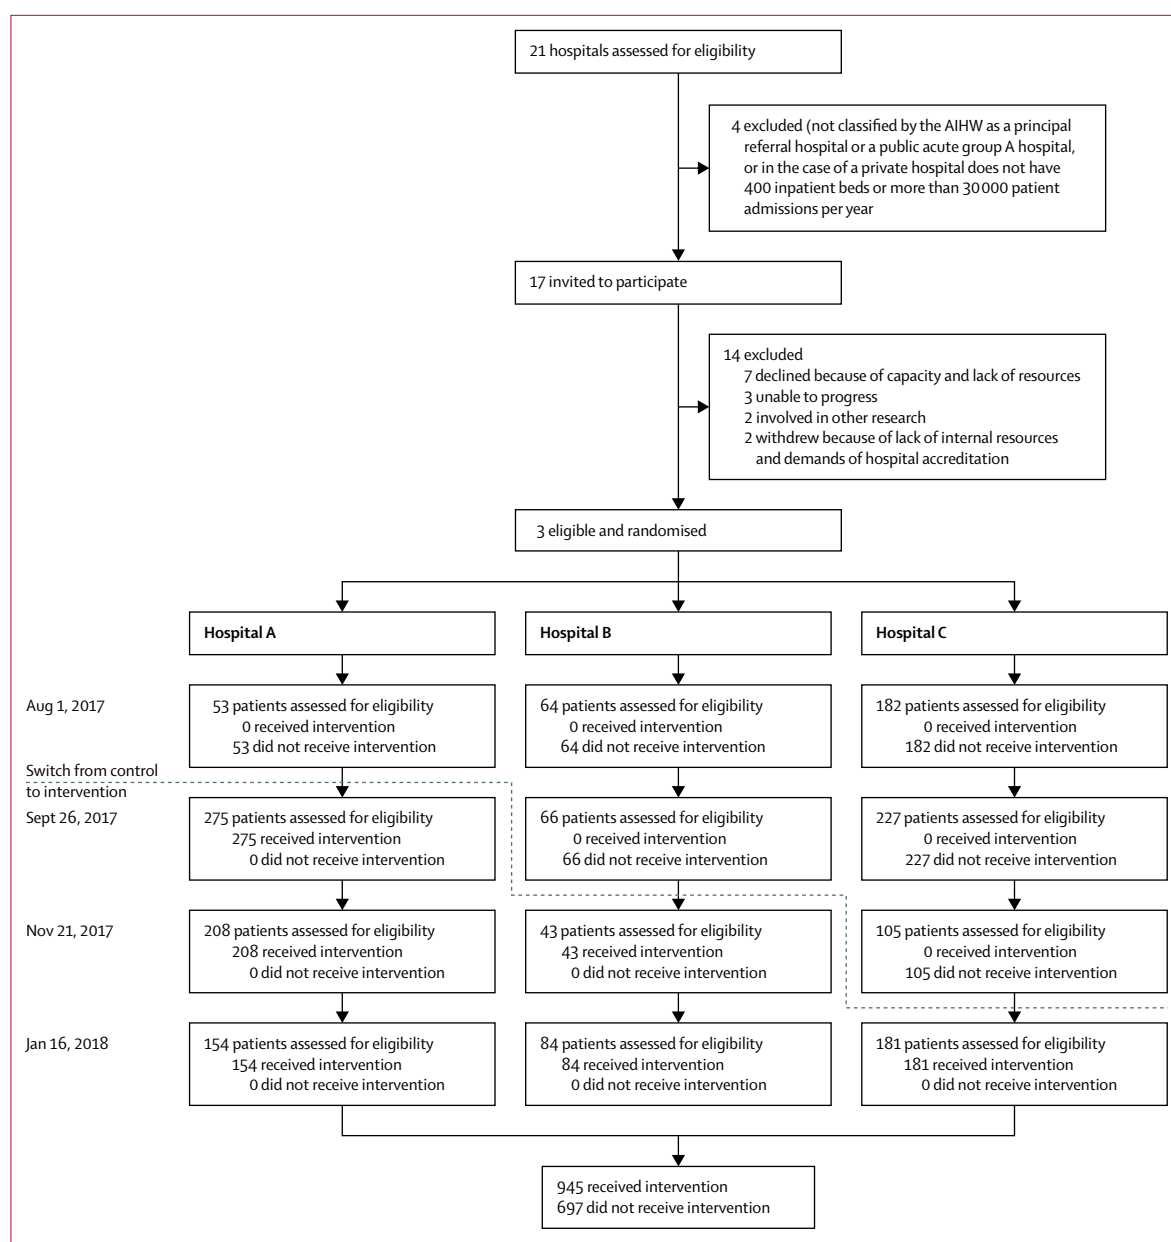 21 hospitals assessed for eligibility
4 excluded (not classified by the AIHW as a principal
referral hospital or a public acute group A hospital,
or in the case of a private hospital does not have
400 inpatient beds or more than 30 000 patient
admissions per year
17 invited to participate
14 excluded
7 declined because of capacity and lack of resources
3 unable to progress
2 involved in other research
2 withdrew because of lack of internal resources
and demands of hospital accreditation
3 eligible and randomised
Hospital A
Hospital B
Hospital C
Aug 1, 2017
53 patients assessed for eligibility
0 received intervention
53 did not receive intervention
64 patients assessed for eligibility
0 received intervention
64 did not receive intervention
182 patients assessed for eligibility
0 received intervention
182 did not receive intervention
Switch from control
to intervention
Sept 26, 2017
275 patients assessed for eligibility
275 received intervention
0 did not receive intervention
66 patients assessed for eligibility
0 received intervention
66 did not receive intervention
227 patients assessed for eligibility
0 received intervention
227 did not receive intervention
Nov 21, 2017
208 patients assessed for eligibility
208 received intervention
0 did not receive intervention
43 patients assessed for eligibility
43 received intervention
0 did not receive intervention
105 patients assessed for eligibility
0 received intervention
105 did not receive intervention
Jan 16, 2018
154 patients assessed for eligibility
154 received intervention
0 did not receive intervention
84 patients assessed for eligibility
84 received intervention
0 did not receive intervention
181 patients assessed for eligibility
181 received intervention
0 did not receive intervention
945 received intervention
697 did not receive intervention